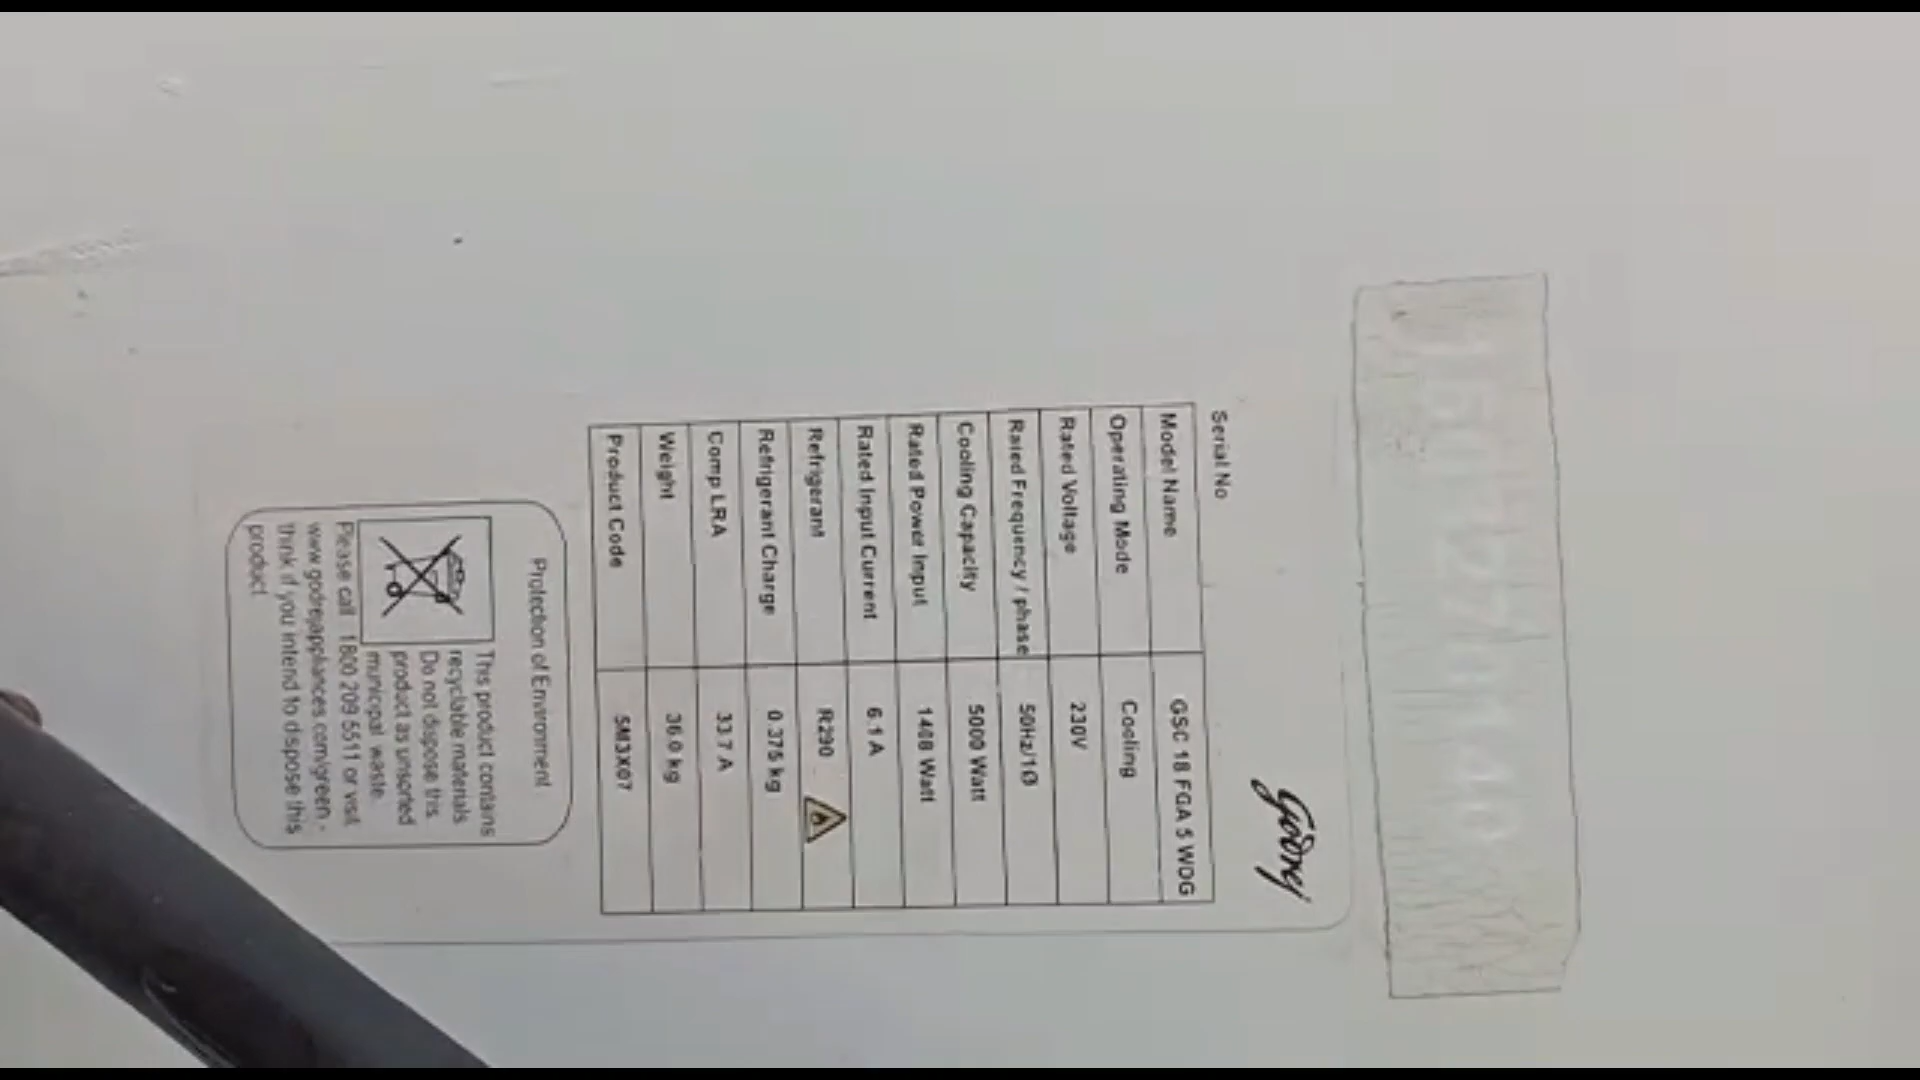 Godrej
Serial No
Model Name GSC 18 FGA 5 WDG
Operating Mode Cooling
Rated Voltage 230V
Rated Frequency / phase 50Hz/1Ø
Cooling Capacity 5000 Watt
Rated Power Input 1408 Watt
Rated Input Current 6.1 A
Refrigerant R290
Refrigerant Charge 0.375 kg
Comp LRA 33.7 A
Weight 36.0 kg
Product Code 5M3X07
Protection of Environment
This product contains
recyclable materials.
Do not dispose this
product as unsorted
municipal waste.
Please call 1800 209 5511 or visit
www.godrejappliances.com/green -
think if you intend to dispose this
product